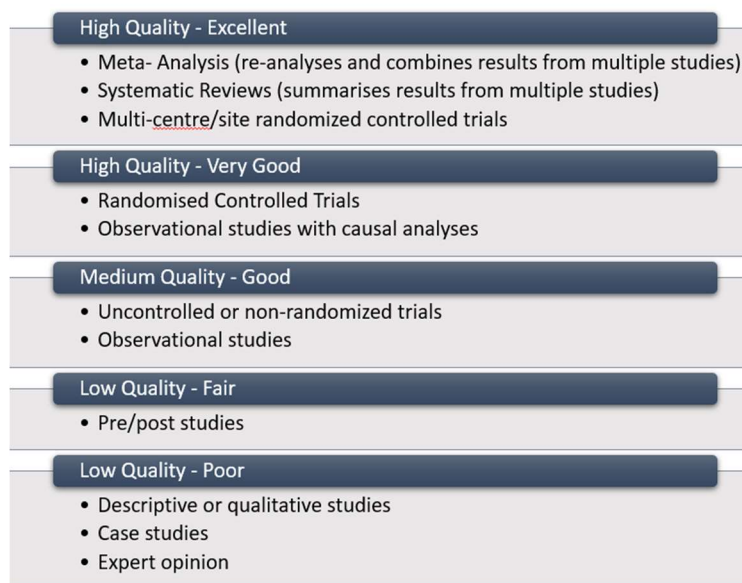 High Quality - Excellent
• Meta- Analysis (re-analyses and combines results from multiple studies)
• Systematic Reviews (summarises results from multiple studies)
• Multi-centre/site randomized controlled trials
High Quality - Very Good
• Randomised Controlled Trials
• Observational studies with causal analyses
Medium Quality - Good
• Uncontrolled or non-randomized trials
• Observational studies
Low Quality - Fair
• Pre/post studies
Low Quality - Poor
• Descriptive or qualitative studies
• Case studies
• Expert opinion